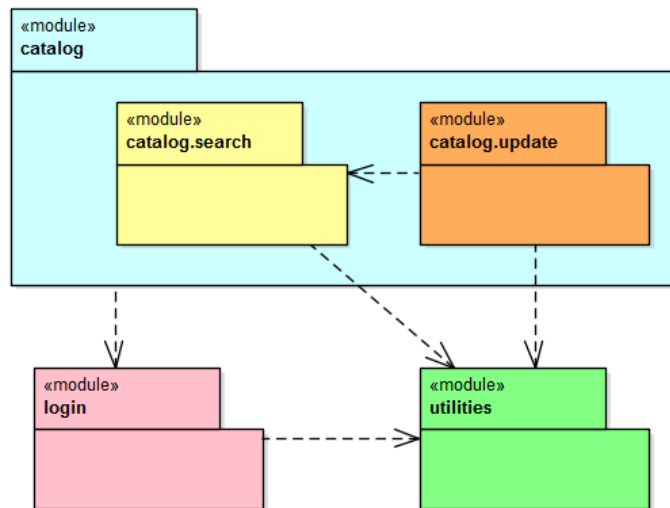 «module»
catalog
«module»
catalog.search
«module»
catalog.update
«module»
login
«module»
utilities